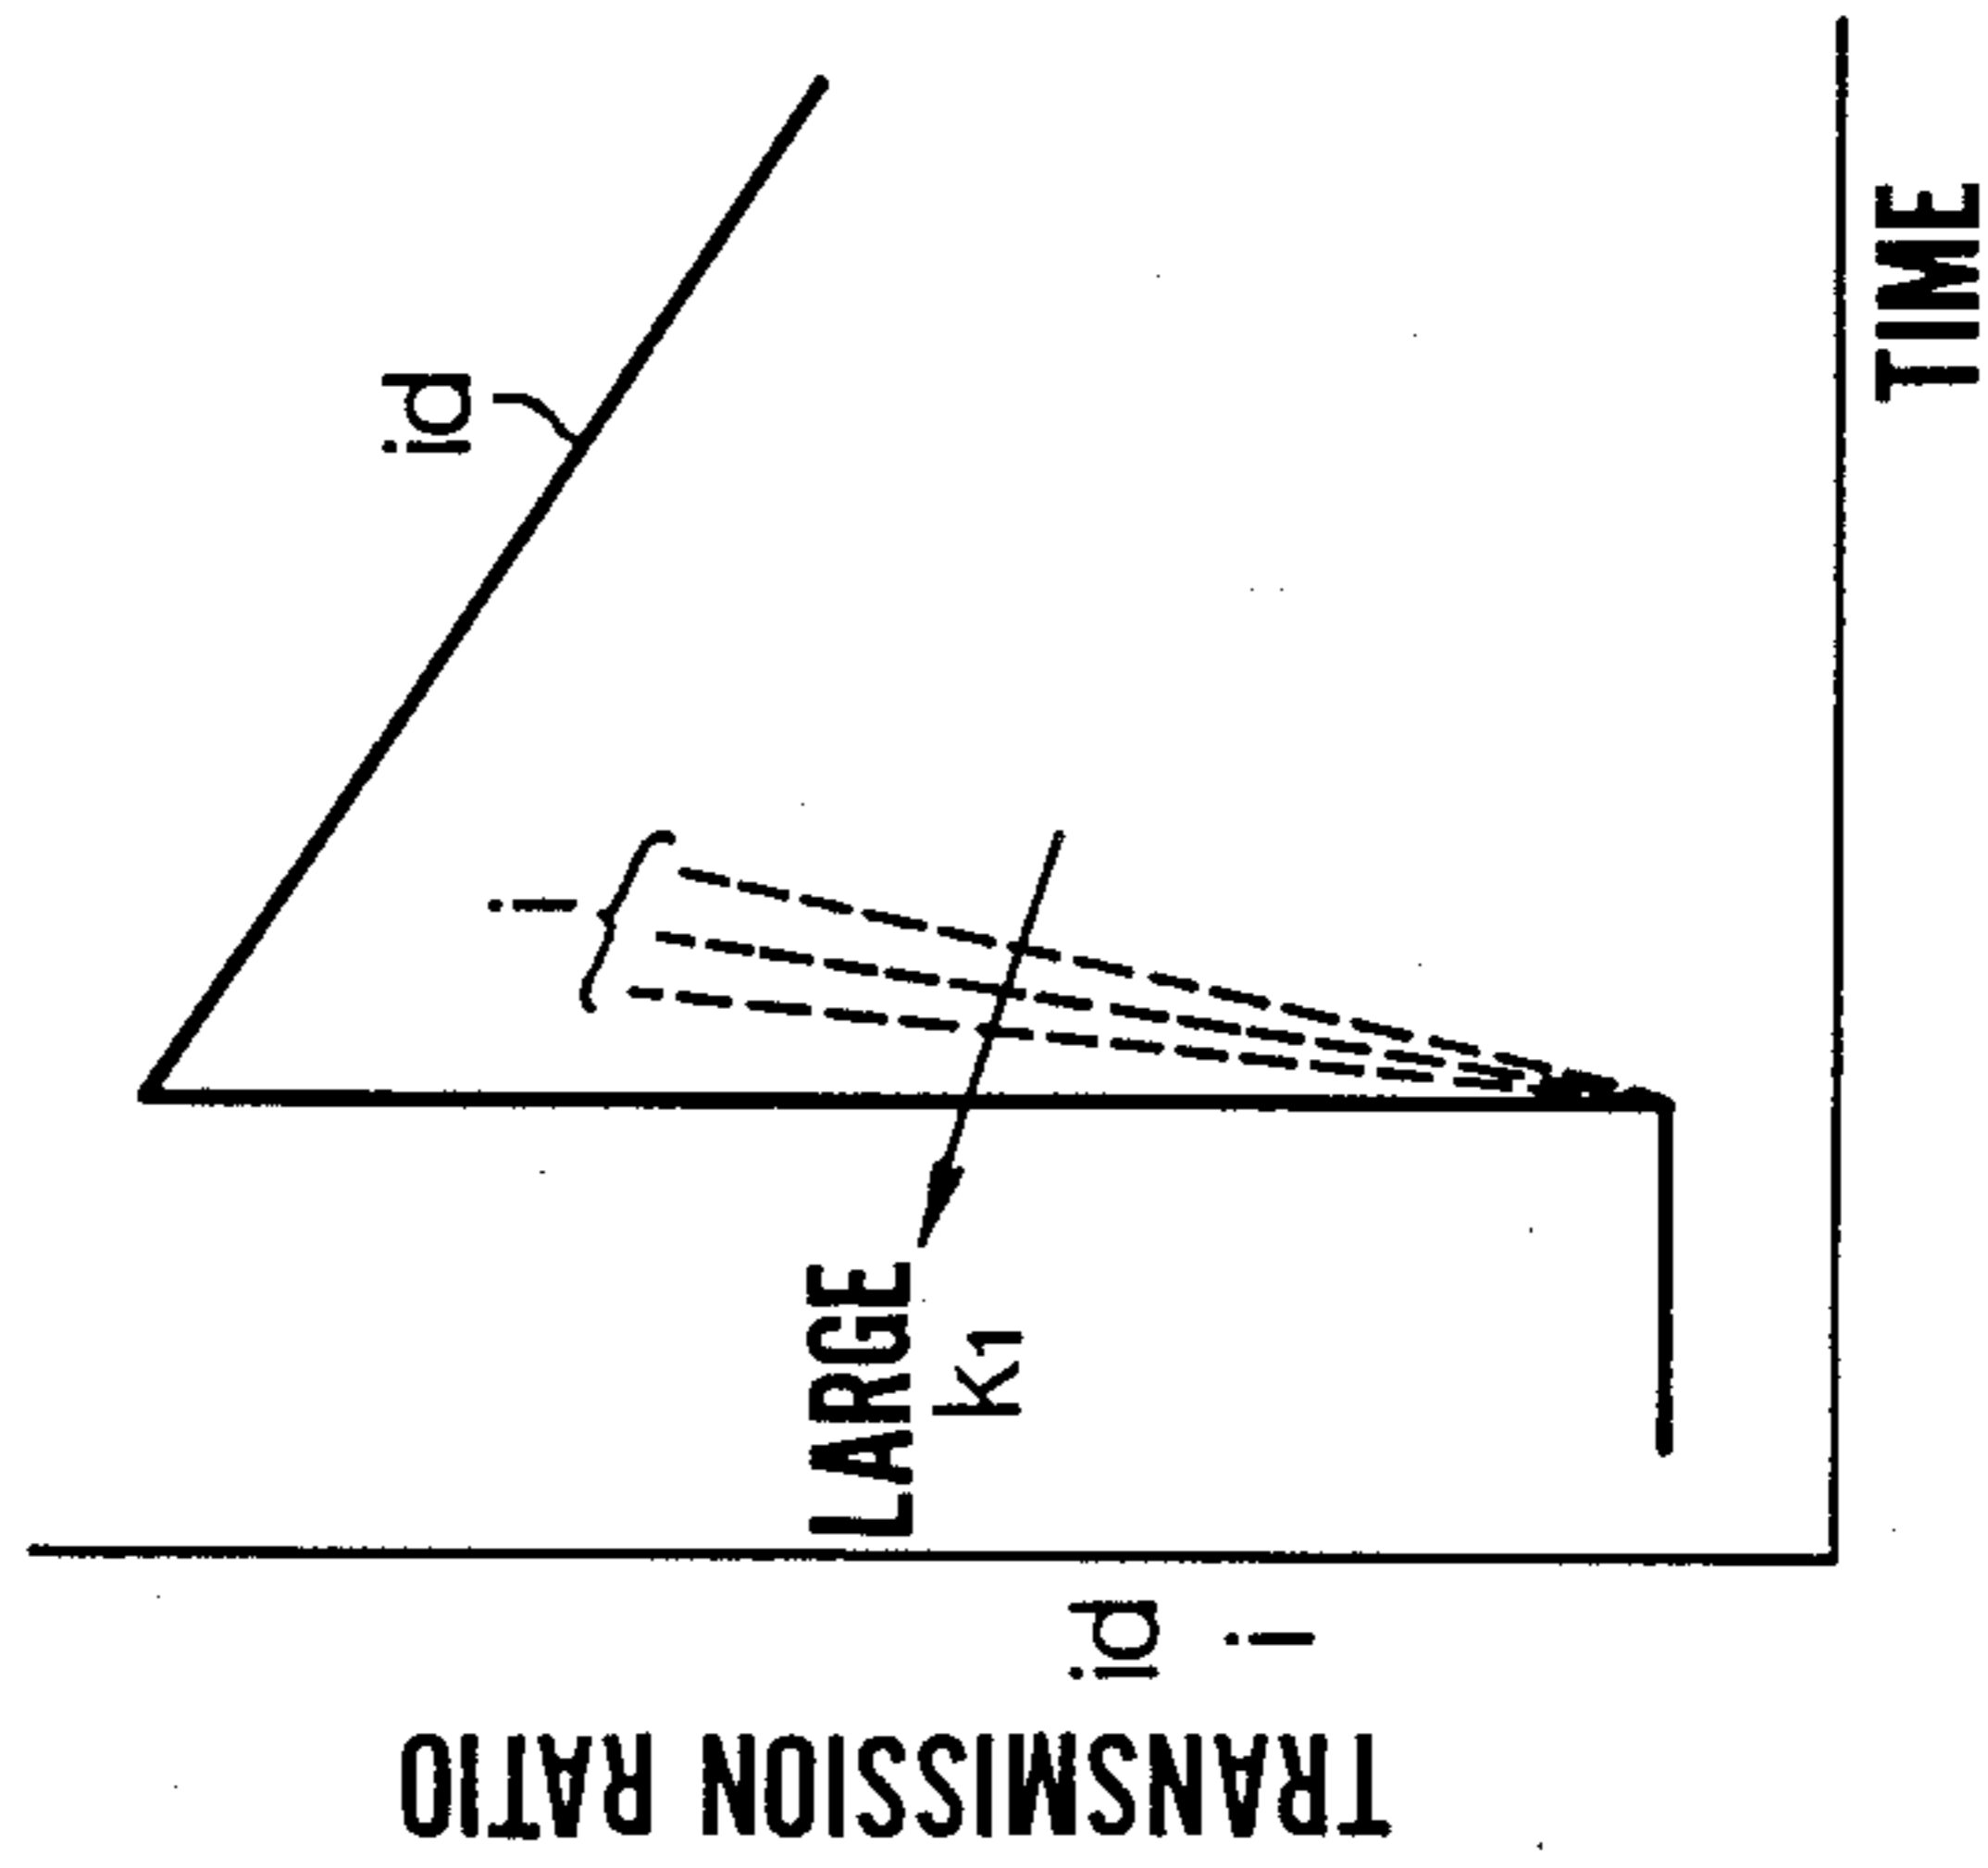 TRANSMISSION RATIO
id
i
LARGE
k1
i
id
TIME